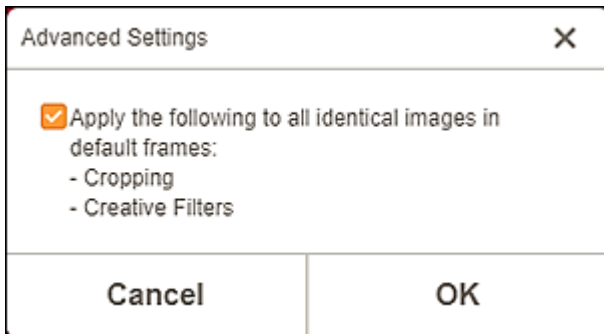 Advanced Settings
Apply the following to all identical images in
default frames:
- Cropping
- Creative Filters
Cancel
OK